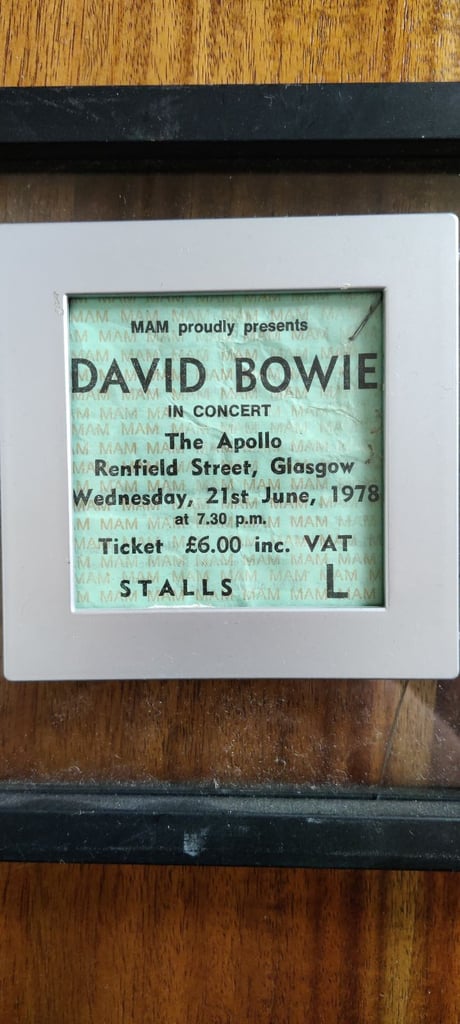 MAM proudly presents
DAVID BOWIE
IN CONCERT
The Apollo
Renfield Street, Glasgow
Wednesday, 21st June, 1978
at 7.30 p.m.
Ticket £6.00 inc. VAT
STALLS L